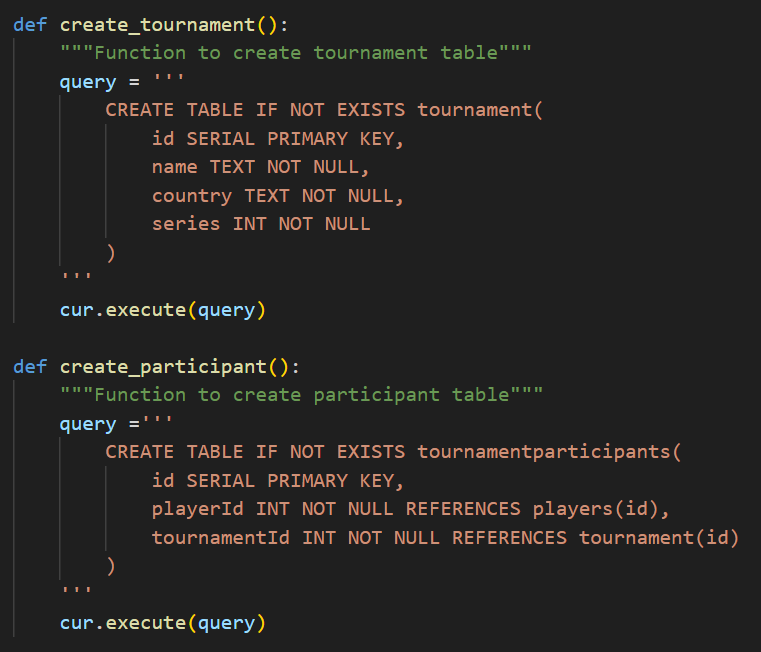 def create_tournament():
    """Function to create tournament table"""
    query = '''
        CREATE TABLE IF NOT EXISTS tournament(
            id SERIAL PRIMARY KEY,
            name TEXT NOT NULL,
            country TEXT NOT NULL,
            series INT NOT NULL
        )
    '''
    cur.execute(query)

def create_participant():
    """Function to create participant table"""
    query ='''
        CREATE TABLE IF NOT EXISTS tournamentparticipants(
            id SERIAL PRIMARY KEY,
            playerId INT NOT NULL REFERENCES players(id),
            tournamentId INT NOT NULL REFERENCES tournament(id)
        )
    '''
    cur.execute(query)